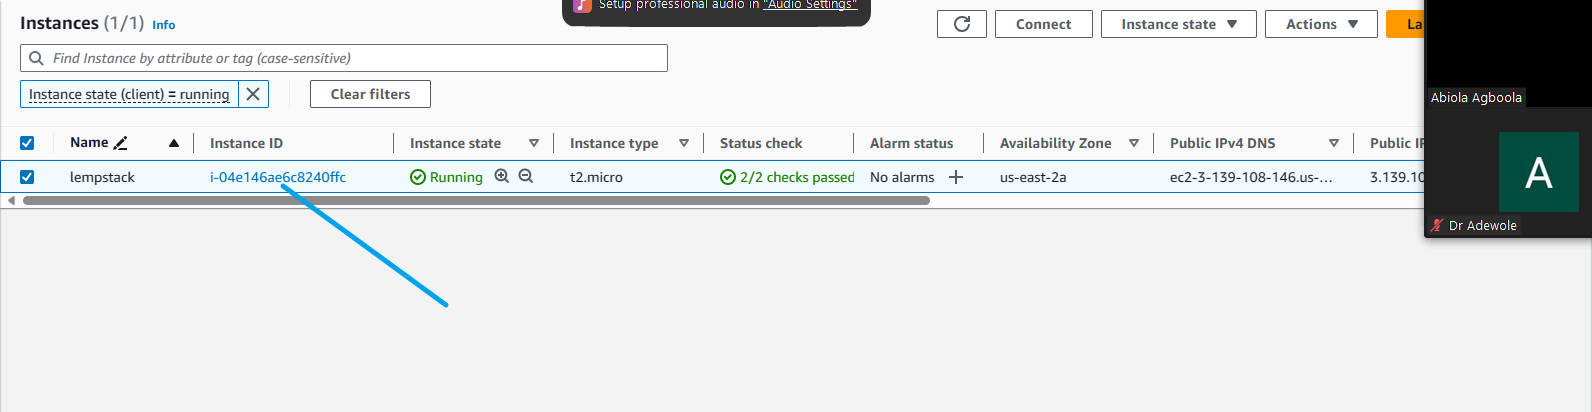 Setup professional audio in "Audio Settings"
Instances (1/1) Info
Connect
Instance state
Actions
Find Instance by attribute or tag (case-sensitive)
Instance state (client) = running
Clear filters
Abiola Agboola
Name Instance ID Instance state Instance type Status check Alarm status Availability Zone Public IPv4 DNS Public
lempstack i-04e146ae6c8240ffc Running t2.micro 2/2 checks passed No alarms us-east-2a ec2-3-139-108-146.us-... 3.139.10
A
Dr Adewole